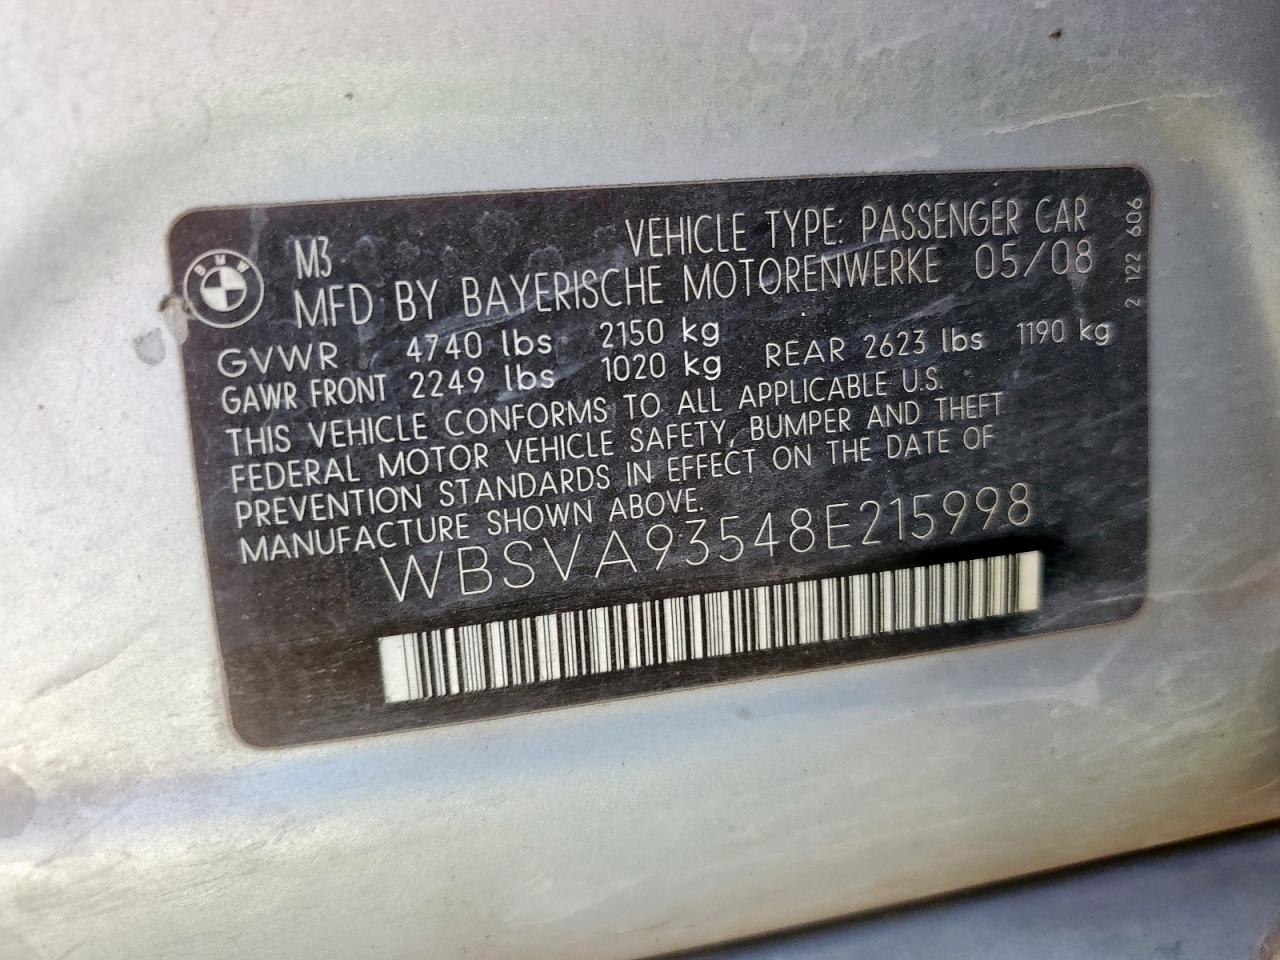 BMW
M3 VEHICLE TYPE: PASSENGER CAR
MFD BY BAYERISCHE MOTORENWERKE 05/08
GVWR 4740 lbs 2150 kg
GAWR FRONT 2249 lbs 1020 kg REAR 2623 lbs 1190 kg
THIS VEHICLE CONFORMS TO ALL APPLICABLE U.S.
FEDERAL MOTOR VEHICLE SAFETY, BUMPER AND THEFT
PREVENTION STANDARDS IN EFFECT ON THE DATE OF
MANUFACTURE SHOWN ABOVE.
WBSVA93548E215998
2 122 606